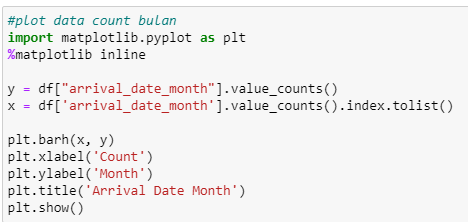 #plot data count bulan
import matplotlib.pyplot as plt
%matplotlib inline
y = df["arrival_date_month"].value_counts()
x = df['arrival_date_month'].value_counts().index.tolist()
plt.barh(x, y)
plt.xlabel('Count')
plt.ylabel('Month')
plt.title('Arrival Date Month')
plt.show()